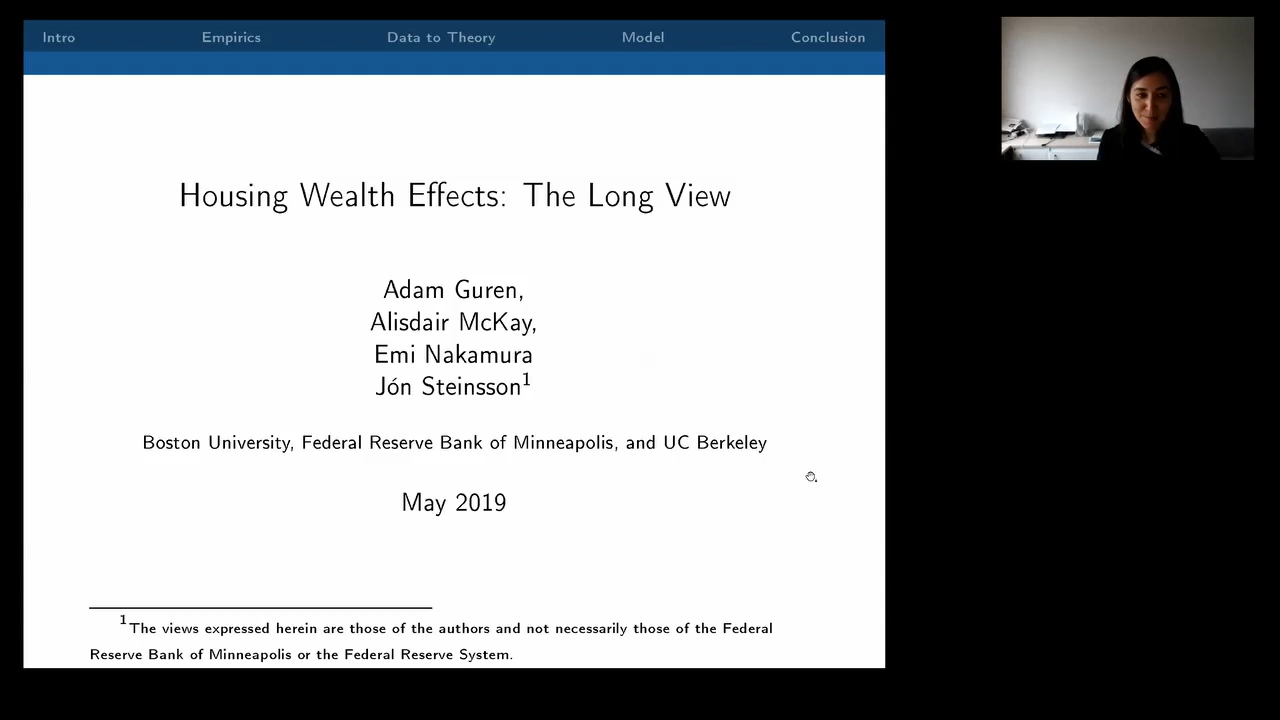 Intro Empirics Data to Theory Model Conclusion
Housing Wealth Effects: The Long View
Adam Guren,
Alisdair McKay,
Emi Nakamura
Jón Steinsson1
Boston University, Federal Reserve Bank of Minneapolis, and UC Berkeley
May 2019
1The views expressed herein are those of the authors and not necessarily those of the Federal
Reserve Bank of Minneapolis or the Federal Reserve System.